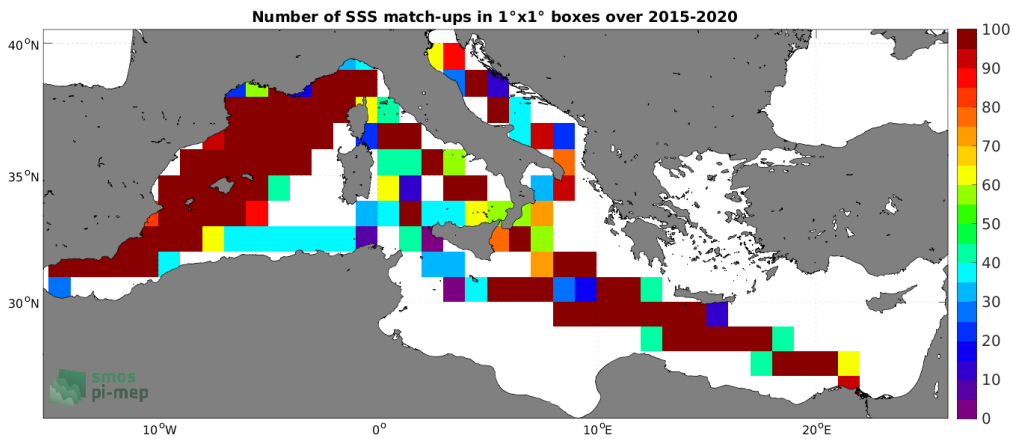 Number of SSS match-ups in 1°x1° boxes over 2015-2020
40°N
35°N
30°N
10°W
0°
10°E
20°E
100
90
80
70
60
50
40
30
20
10
0
smos
pi-mep